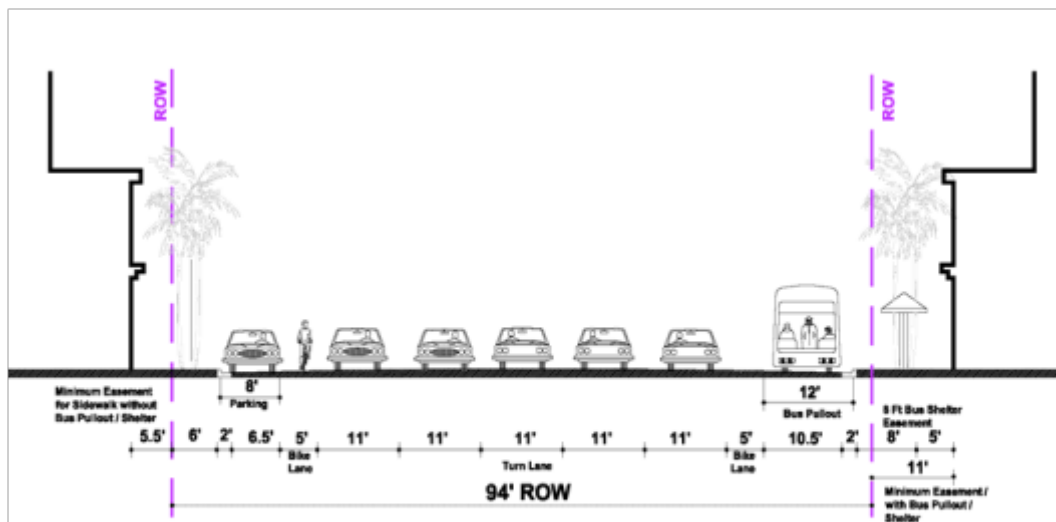 ROW
ROW
8'
Parking
12'
Bus Pullout
Minimum Easement
for Sidewalk without
Bus Pullout / Shelter
8 Ft Bus Shelter
Easement
5.5' 6' 2' 6.5' 5' 11' 11' 11' 11' 11' 5' 10.5' 2' 8' 5'
Bike
Lane
Turn Lane
Bike
Lane
11'
94' ROW
Minimum Easement /
with Bus Pullout /
Shelter